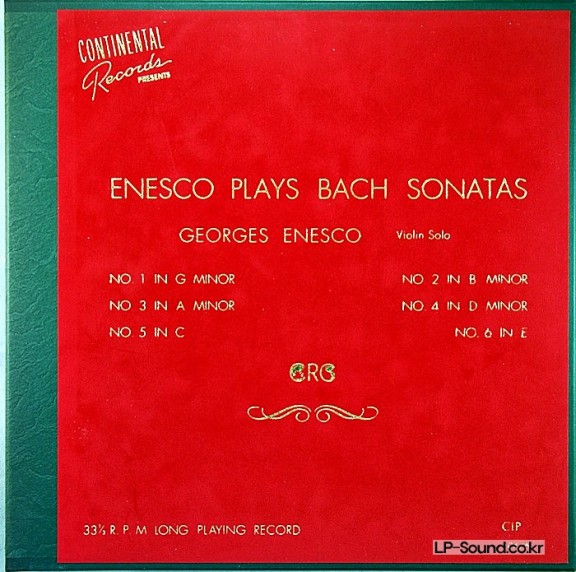 CONTINENTAL
Records
PRESENTS
ENESCO PLAYS BACH SONATAS
GEORGES ENESCO Violin Solo
NO. 1 IN G MINOR NO 2 IN B MINOR
NO. 3 IN A MINOR NO. 4 IN D MINOR
NO. 5 IN C NO. 6 IN E
CRC
33⅓ R. P. M LONG PLAYING RECORD CIP
LP-Sound.co.kr